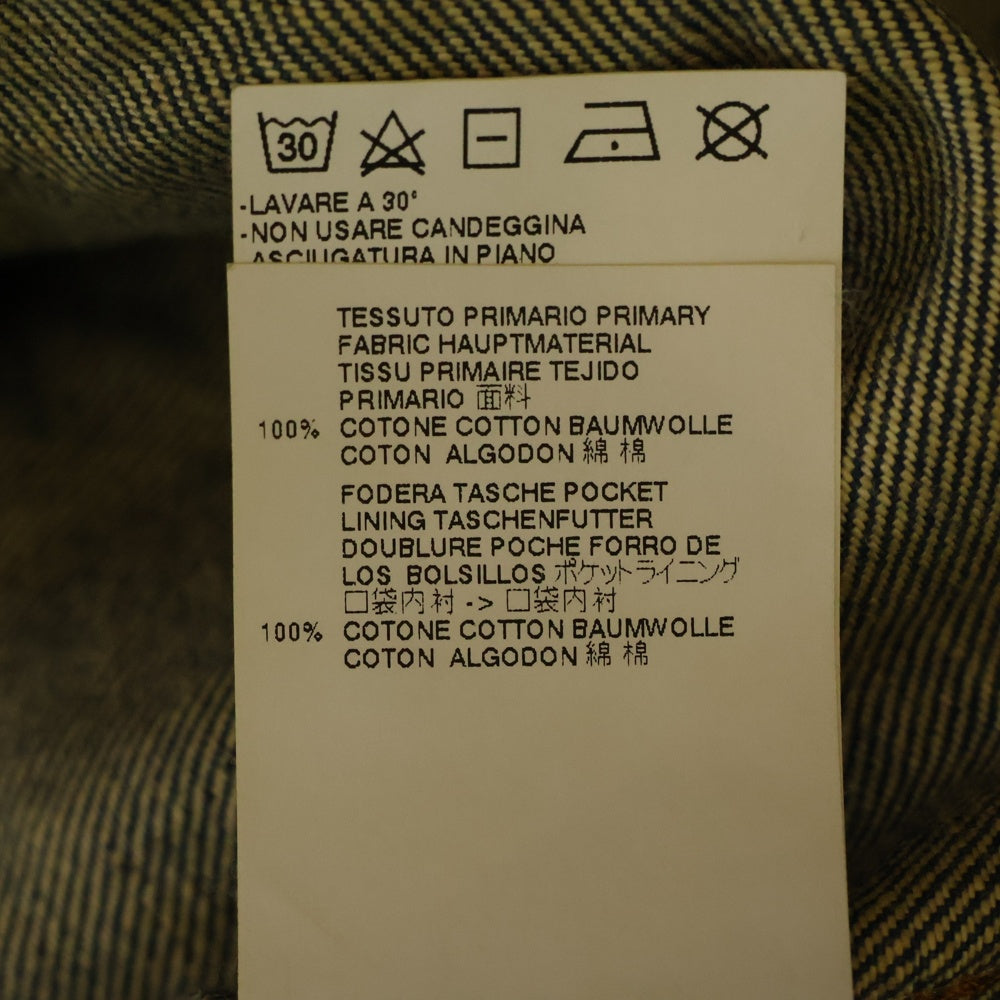 30
-LAVARE A 30°
-NON USARE CANDEGGINA
ASCIUGATURA IN PIANO
TESSUTO PRIMARIO PRIMARY
FABRIC HAUPTMATERIAL
TISSU PRIMAIRE TEJIDO
PRIMARIO 面料
100% COTONE COTTON BAUMWOLLE
COTON ALGODON 綿 棉
FODERA TASCHE POCKET
LINING TASCHENFUTTER
DOUBLURE POCHE FORRO DE
LOS BOLSILLOS ポケットライニング
口袋内衬 -> 口袋内衬
100% COTONE COTTON BAUMWOLLE
COTON ALGODON 綿 棉